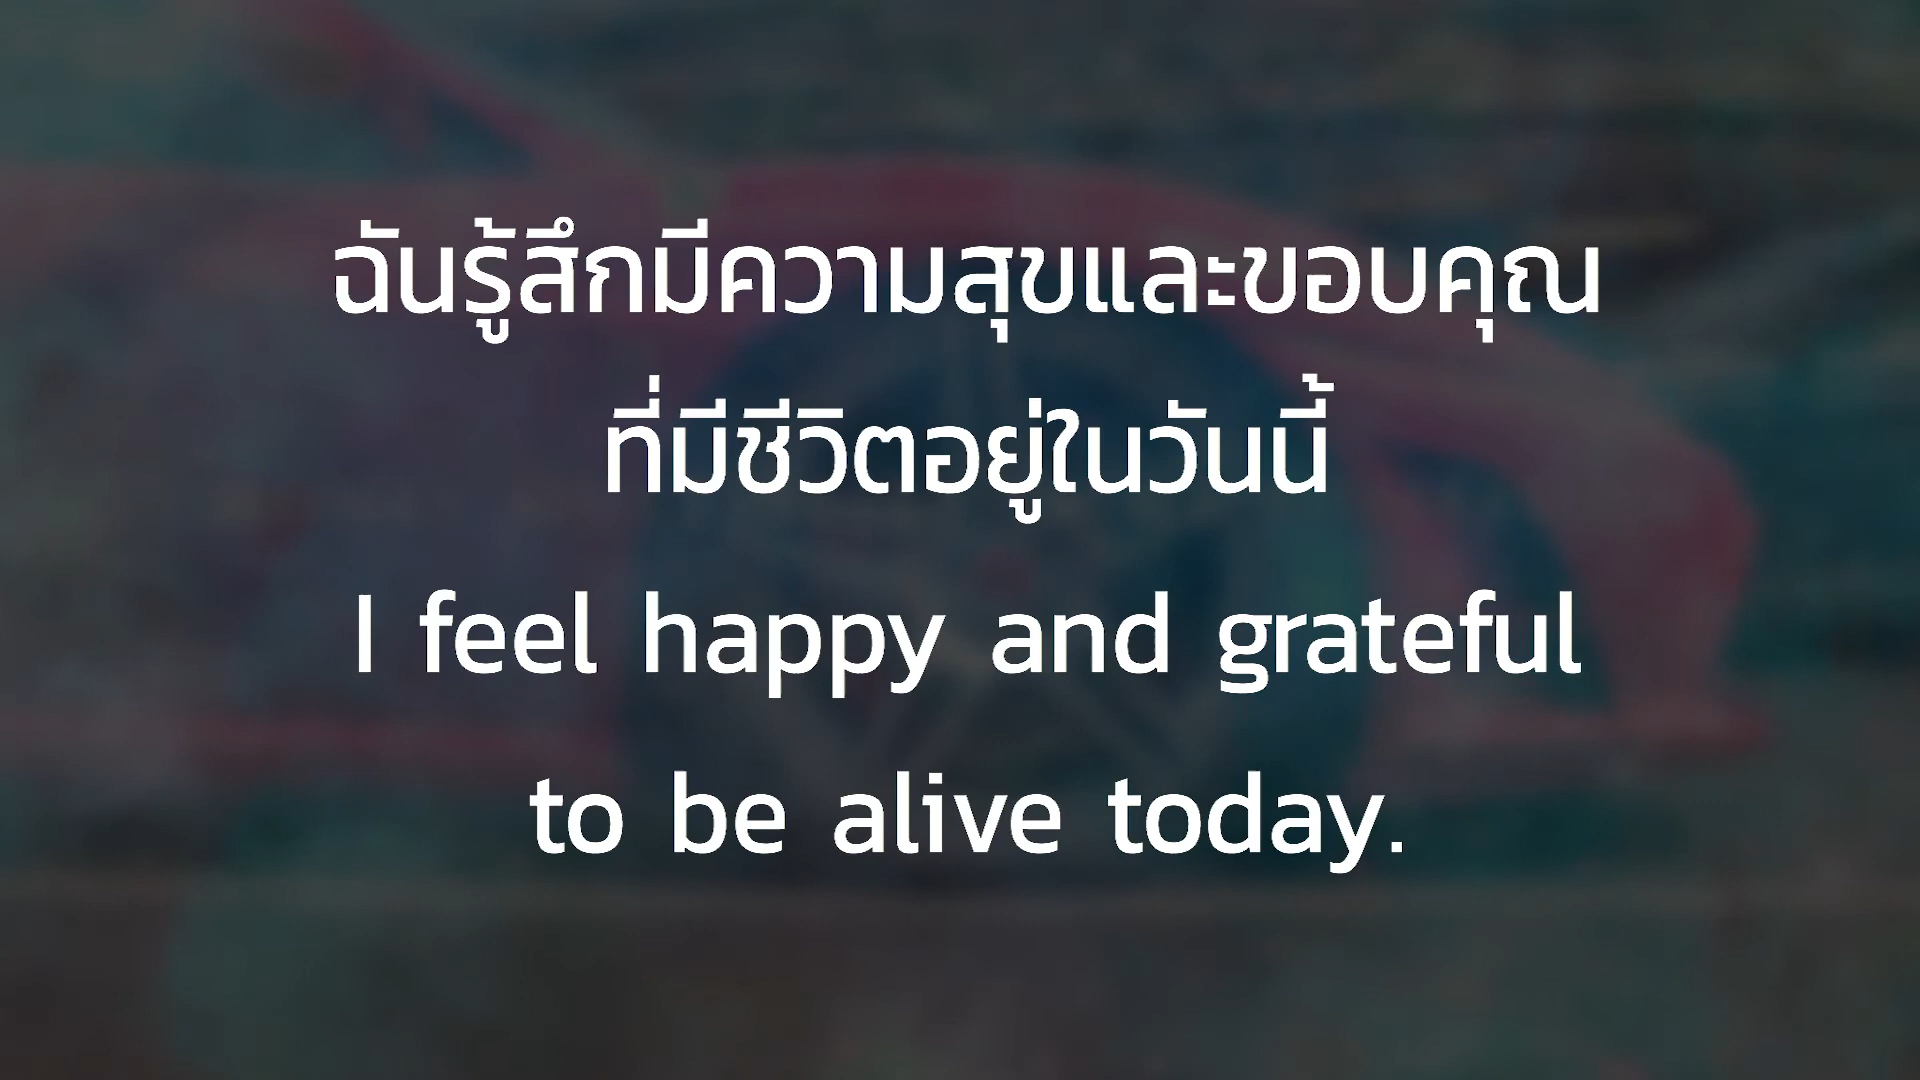 ฉันรู้สึกมีความสุขและขอบคุณ
ที่มีชีวิตอยู่ในวันนี้
I feel happy and grateful
to be alive today.